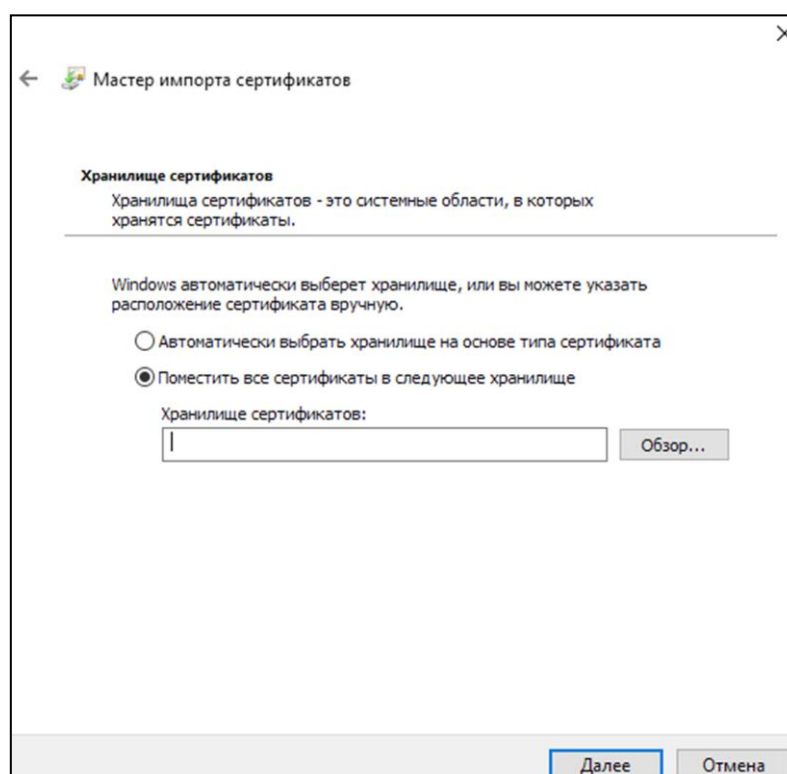 Мастер импорта сертификатов
Хранилище сертификатов
Хранилища сертификатов - это системные области, в которых
хранятся сертификаты.
Windows автоматически выберет хранилище, или вы можете указать
расположение сертификата вручную.
Автоматически выбрать хранилище на основе типа сертификата
Поместить все сертификаты в следующее хранилище
Хранилище сертификатов:
Обзор...
Далее Отмена